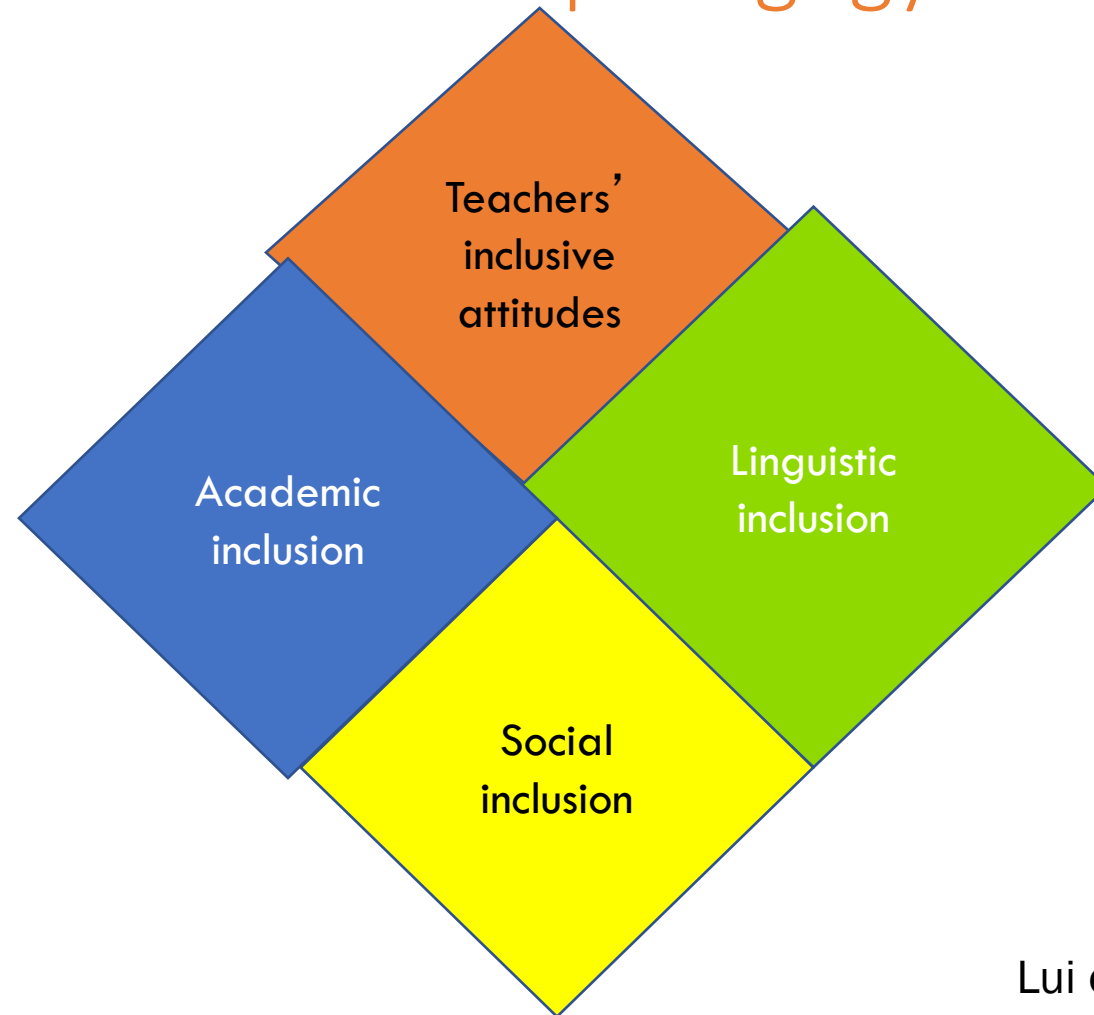 Teachers’
inclusive
attitudes
Linguistic
inclusion
Academic
inclusion
Social
inclusion
Lui